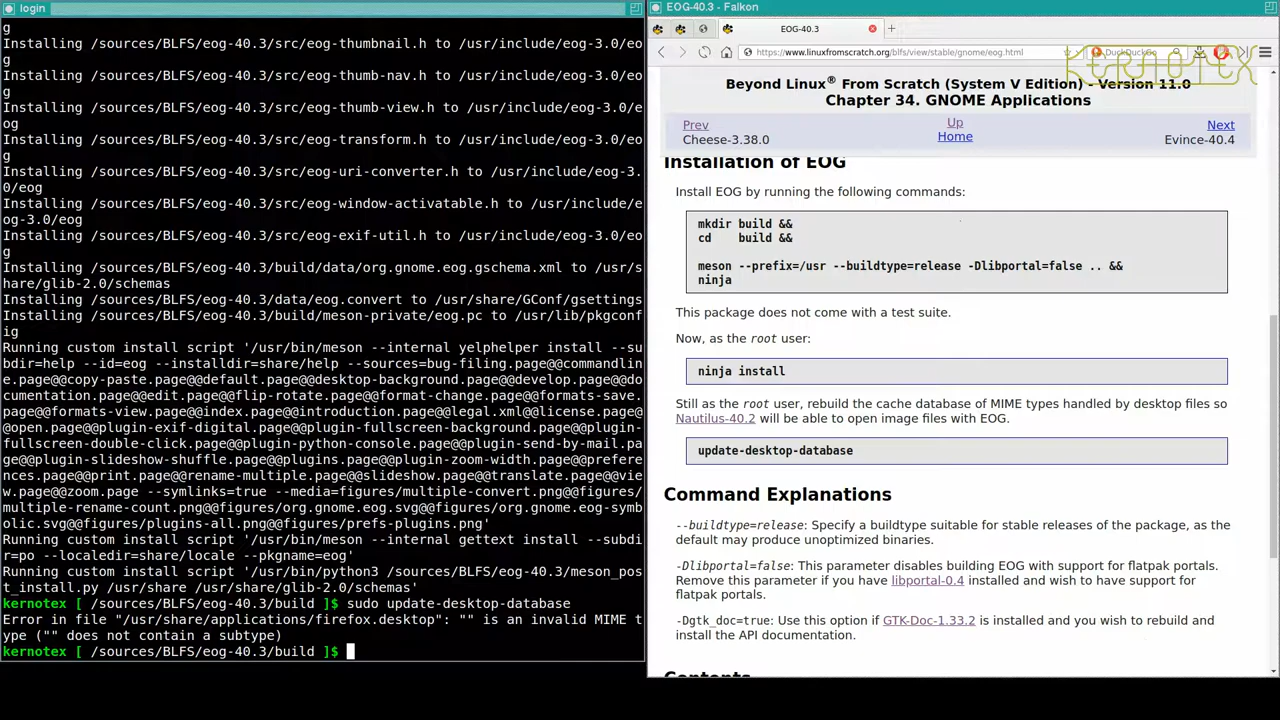 login
g
Installing /sources/BLFS/eog-40.3/src/eog-thumbnail.h to /usr/include/eog-3.0/eo
g
Installing /sources/BLFS/eog-40.3/src/eog-thumb-nav.h to /usr/include/eog-3.0/eo
g
Installing /sources/BLFS/eog-40.3/src/eog-thumb-view.h to /usr/include/eog-3.0/e
og
Installing /sources/BLFS/eog-40.3/src/eog-transform.h to /usr/include/eog-3.0/eo
g
Installing /sources/BLFS/eog-40.3/src/eog-uri-converter.h to /usr/include/eog-3.
0/eog
Installing /sources/BLFS/eog-40.3/src/eog-window-activatable.h to /usr/include/e
og-3.0/eog
Installing /sources/BLFS/eog-40.3/src/eog-exif-util.h to /usr/include/eog-3.0/eo
g
Installing /sources/BLFS/eog-40.3/build/data/org.gnome.eog.gschema.xml to /usr/s
hare/glib-2.0/schemas
Installing /sources/BLFS/eog-40.3/data/eog.convert to /usr/share/GConf/gsettings
Installing /sources/BLFS/eog-40.3/build/meson-private/eog.pc to /usr/lib/pkgconf
ig
Running custom install script '/usr/bin/meson --internal yelphelper install --su
bdir=help --id=eog --installdir=share/help --sources=bug-filing.page@@commandlin
e.page@@copy-paste.page@@default.page@@desktop-background.page@@develop.page@@do
cumentation.page@@edit.page@@flip-rotate.page@@format-change.page@@formats-save.
page@@formats-view.page@@index.page@@introduction.page@@legal.xml@@license.page@
@open.page@@plugin-exif-digital.page@@plugin-fullscreen-background.page@@plugin-
fullscreen-double-click.page@@plugin-python-console.page@@plugin-send-by-mail.pa
ge@@plugin-slideshow-shuffle.page@@plugins.page@@plugin-zoom-width.page@@prefere
nces.page@@print.page@@rename-multiple.page@@slideshow.page@@translate.page@@vie
w.page@@zoom.page --symlinks=true --media=figures/multiple-convert.png@@figures/
multiple-rename-count.png@@figures/org.gnome.eog.svg@@figures/org.gnome.eog-symb
olic.svg@@figures/plugins-all.png@@figures/prefs-plugins.png'
Running custom install script '/usr/bin/meson --internal gettext install --subdi
r=po --localedir=share/locale --pkgname=eog'
Running custom install script '/usr/bin/python3 /sources/BLFS/eog-40.3/meson_pos
t_install.py /usr/share /usr/share/glib-2.0/schemas'
kernotex [ /sources/BLFS/eog-40.3/build ]$ sudo update-desktop-database
Error in file "/usr/share/applications/firefox.desktop": "" is an invalid MIME t
ype ("" does not contain a subtype)
kernotex [ /sources/BLFS/eog-40.3/build ]$
EOG-40.3 - Falkon
EOG-40.3
https://www.linuxfromscratch.org/blfs/view/stable/gnome/eog.html
DuckDuckGo
KERNOTEX
Beyond Linux® From Scratch (System V Edition) - Version 11.0
Chapter 34. GNOME Applications
Prev
Up
Next
Cheese-3.38.0
Home
Evince-40.4
Installation of EOG
Install EOG by running the following commands:
mkdir build &&
cd    build &&
meson --prefix=/usr --buildtype=release -Dlibportal=false .. &&
ninja
This package does not come with a test suite.
Now, as the root user:
ninja install
Still as the root user, rebuild the cache database of MIME types handled by desktop files so
Nautilus-40.2 will be able to open image files with EOG.
update-desktop-database
Command Explanations
--buildtype=release: Specify a buildtype suitable for stable releases of the package, as the
default may produce unoptimized binaries.
-Dlibportal=false: This parameter disables building EOG with support for flatpak portals.
Remove this parameter if you have libportal-0.4 installed and wish to have support for
flatpak portals.
-Dgtk_doc=true: Use this option if GTK-Doc-1.33.2 is installed and you wish to rebuild and
install the API documentation.
Contents